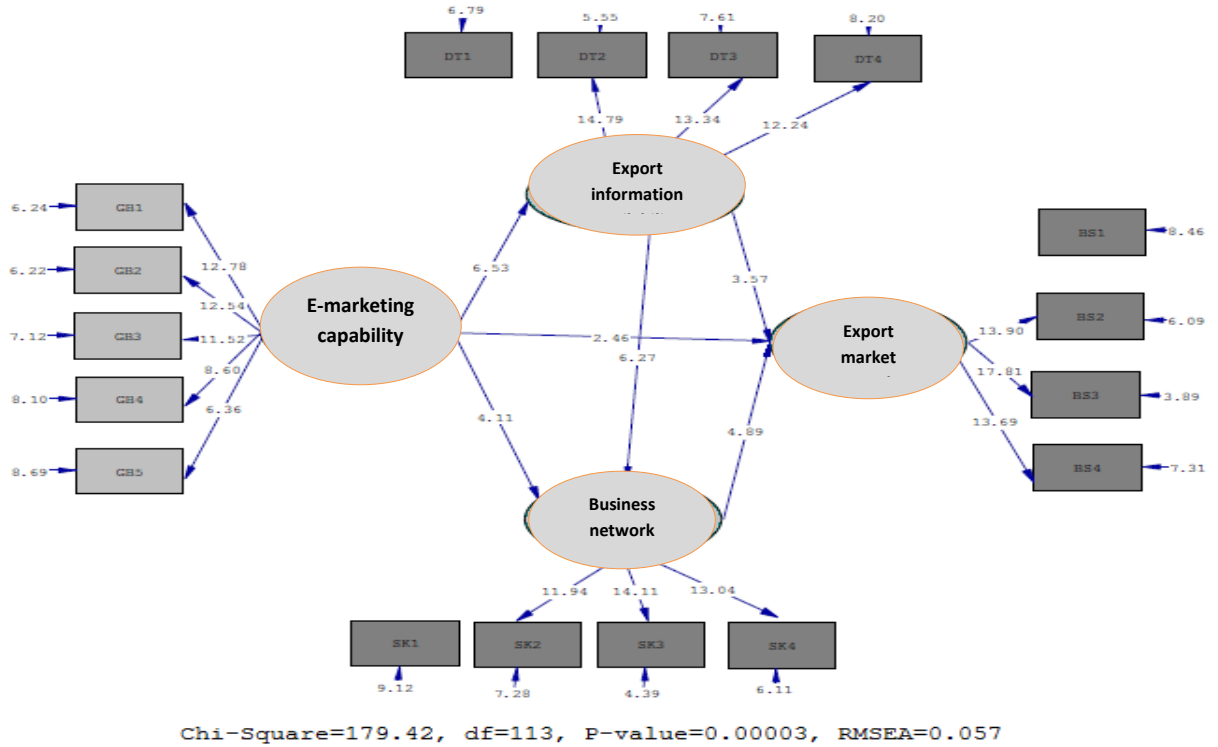 6.79
5.55
7.61
8.20
DT1
DT2
DT3
DT4
14.79
13.34
12.24
Export
information
6.24
GB1
12.78
6.22
GB2
12.54
7.12
GB3
11.52
8.10
GB4
8.60
8.69
GB5
6.36
E-marketing
capability
6.53
2.46
4.11
6.27
3.57
4.89
Export
market
BS1
8.46
13.90
BS2
6.09
17.81
BS3
3.89
13.69
BS4
7.31
Business
network
11.94
14.11
13.04
SK1
SK2
SK3
SK4
9.12
7.28
4.39
6.11
Chi-Square=179.42, df=113, P-value=0.00003, RMSEA=0.057